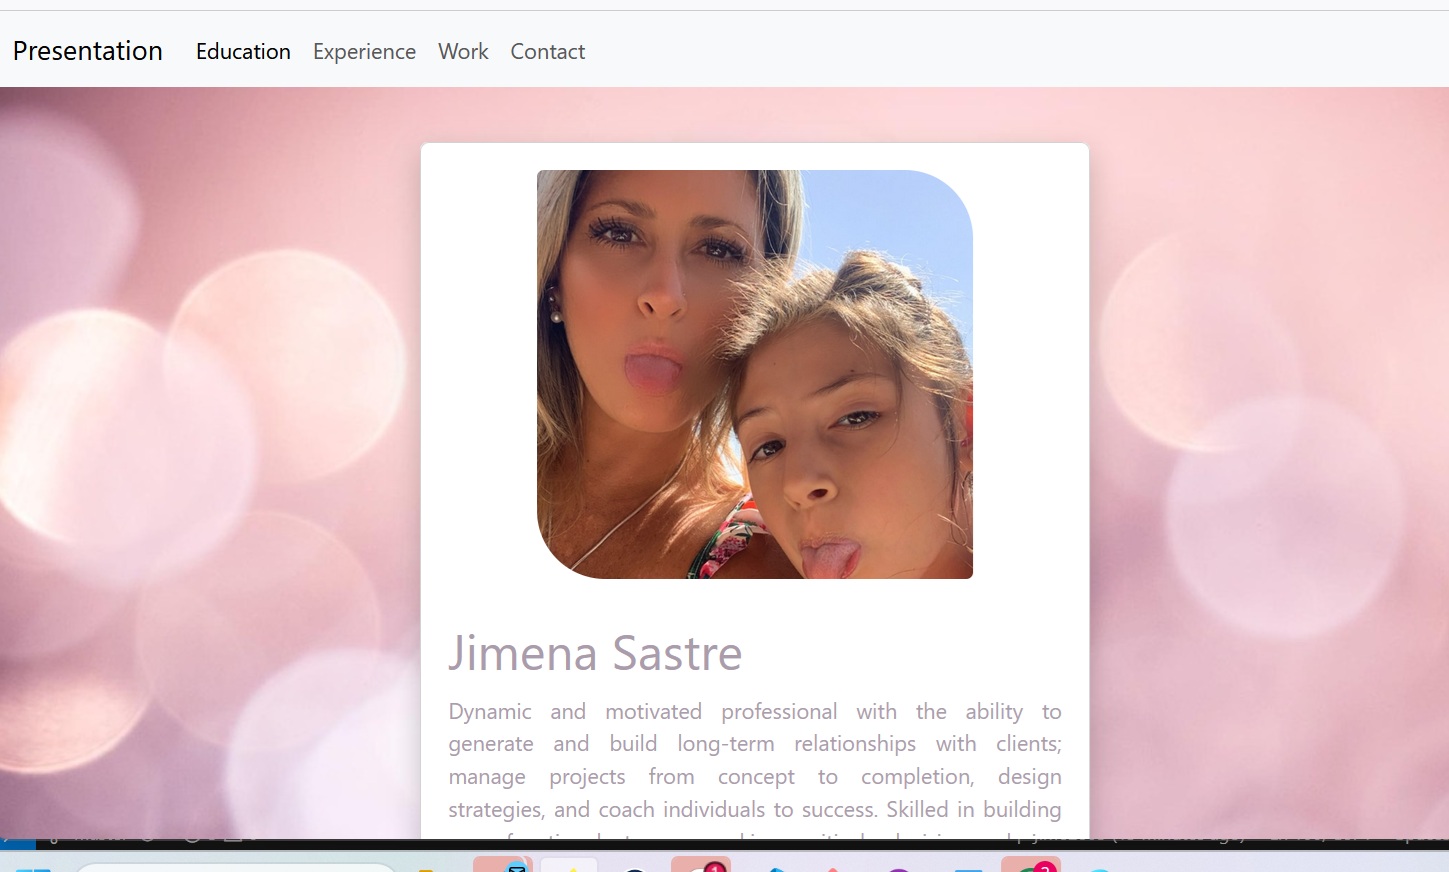 Presentation Education Experience Work Contact
Jimena Sastre
Dynamic and motivated professional with the ability to
generate and build long-term relationships with clients;
manage projects from concept to completion, design
strategies, and coach individuals to success. Skilled in building